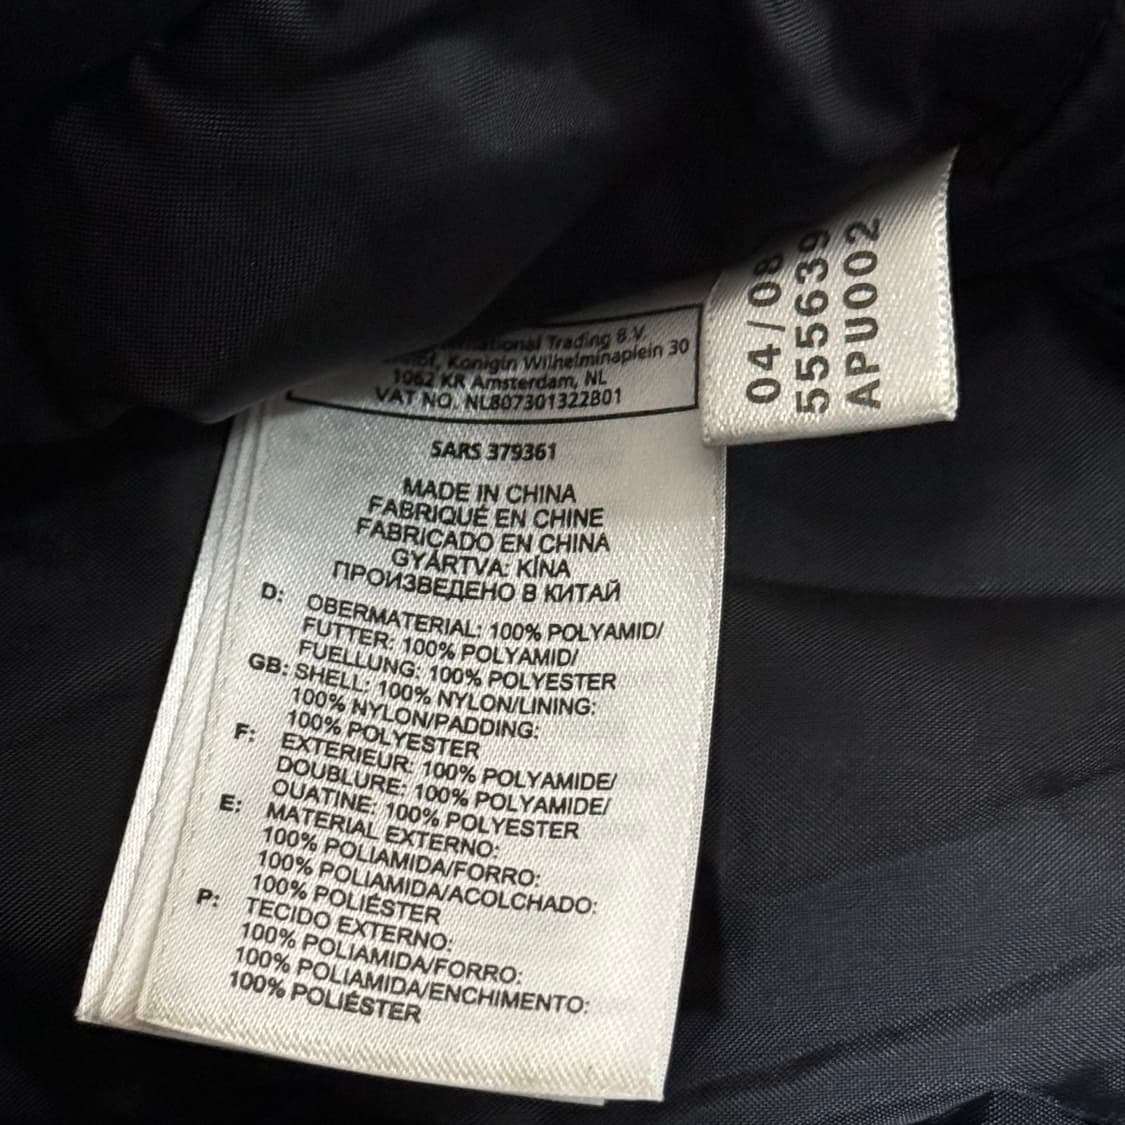 Trading B.V.
Konigin Wilhelminaplein 30
1062 KR Amsterdam, NL
VAT NO. NL807301322B01
SARS 379361
MADE IN CHINA
FABRIQUÉ EN CHINE
FABRICADO EN CHINA
GYÁRTVA: KÍNA
ПРОИЗВЕДЕНО В КИТАЙ
D: OBERMATERIAL: 100% POLYAMID/
FUTTER: 100% POLYAMID/
FUELLUNG: 100% POLYESTER
GB: SHELL: 100% NYLON/LINING:
100% NYLON/PADDING:
100% POLYESTER
F: EXTERIEUR: 100% POLYAMIDE/
DOUBLURE: 100% POLYAMIDE/
OUATINE: 100% POLYESTER
E: MATERIAL EXTERNO:
100% POLIAMIDA/FORRO:
100% POLIAMIDA/ACOLCHADO:
100% POLIÉSTER
P: TECIDO EXTERNO:
100% POLIAMIDA/FORRO:
100% POLIAMIDA/ENCHIMENTO:
100% POLIÉSTER
04/08
555639
APU002